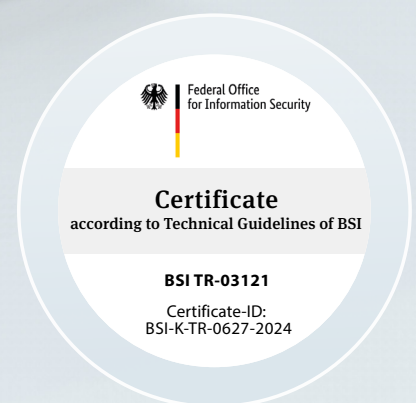 Federal Office
for Information Security
Certificate
according to Technical Guidelines of BSI
BSI TR-03121
Certificate-ID:
BSI-K-TR-0627-2024